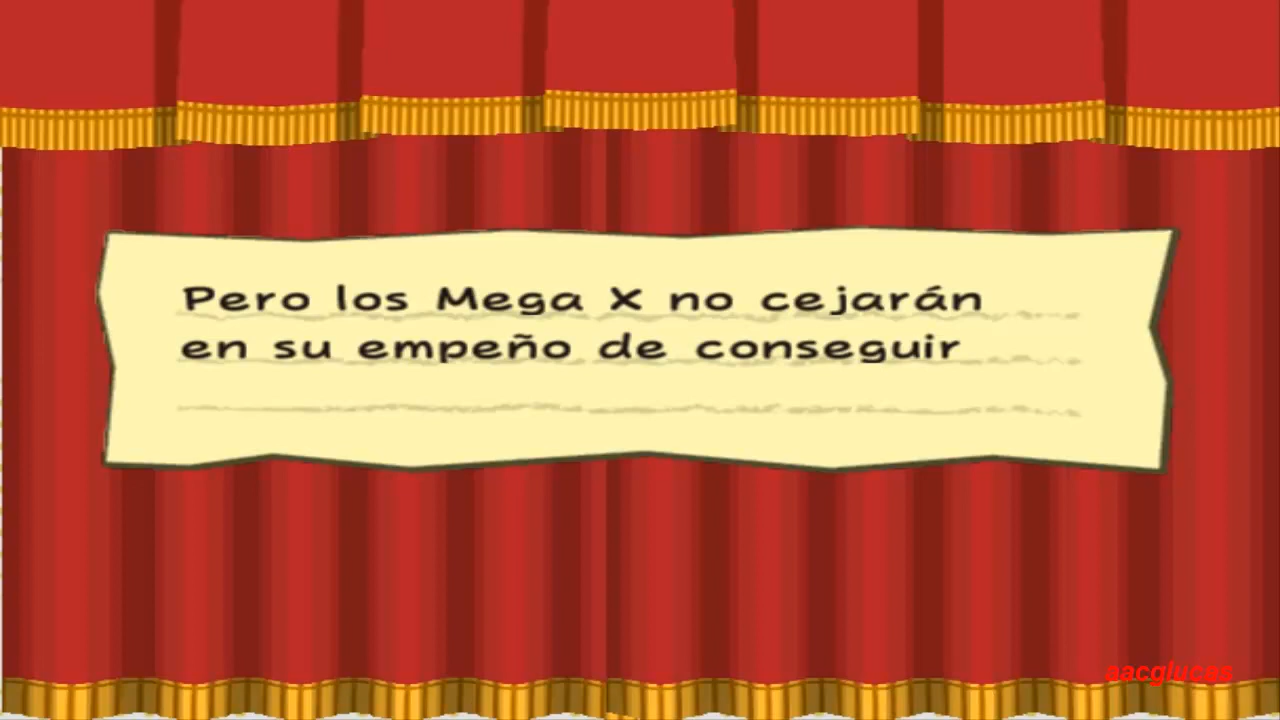 Pero los Mega X no cejarán
en su empeño de conseguir
aacglucas